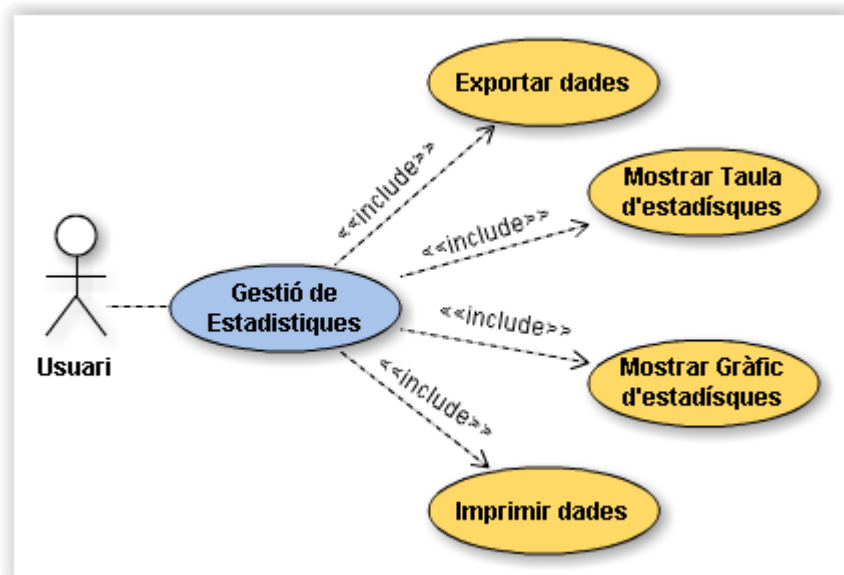 Exportar dades
<<include>>
Mostrar Taula
d'estadísques
<<include>>
Gestió de
Estadistiques
Usuari
<<include>>
Mostrar Gràfic
d'estadísques
<<include>>
Imprimir dades